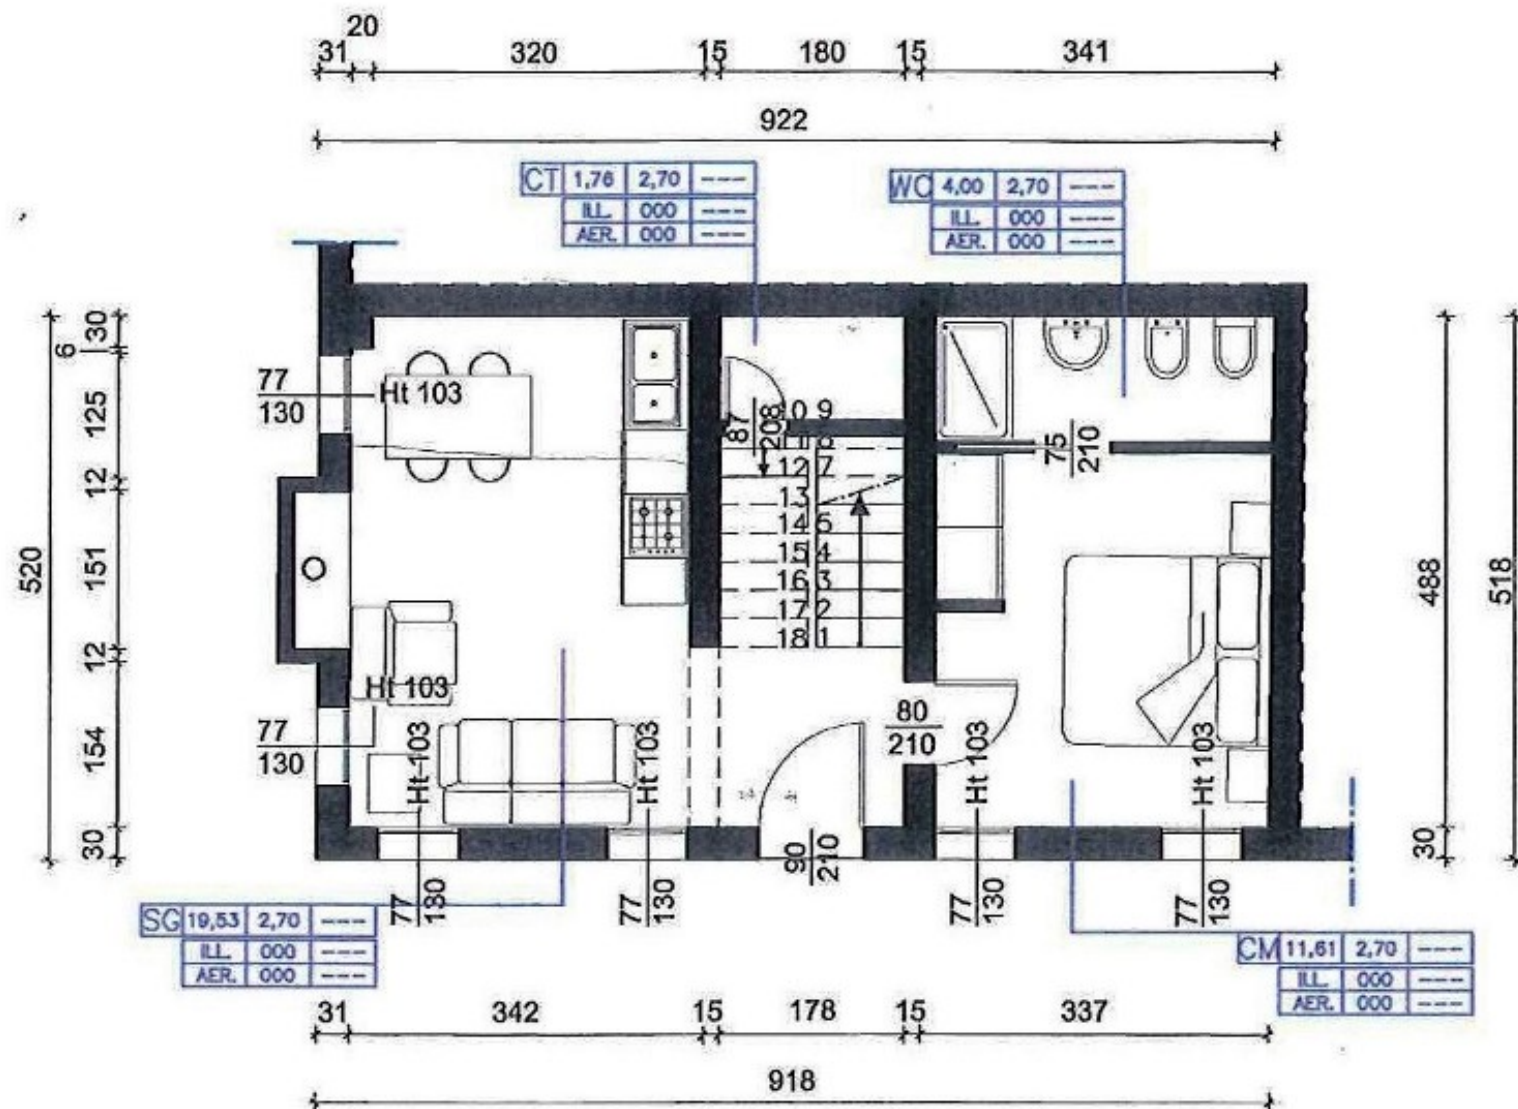 20
31 320 15 180 15 341
922
CT 1,76 2,70 ---
ILL. 000 ---
AER. 000 ---
WC 4,00 2,70 ---
ILL. 000 ---
AER. 000 ---
520
30
6
125
12
151
12
154
30
77
130
Ht 103
77
130
Ht 103
87
208
10 9
11 8
12 7
13
14 5
15 4
16 3
17 2
18 1
75
210
80
210
90
210
Ht 103
77
130
Ht 103
77
130
Ht 103
77
130
Ht 103
77
130
488
30
518
SG 19,53 2,70 ---
ILL. 000 ---
AER. 000 ---
CM 11,61 2,70 ---
ILL. 000 ---
AER. 000 ---
31 342 15 178 15 337
918